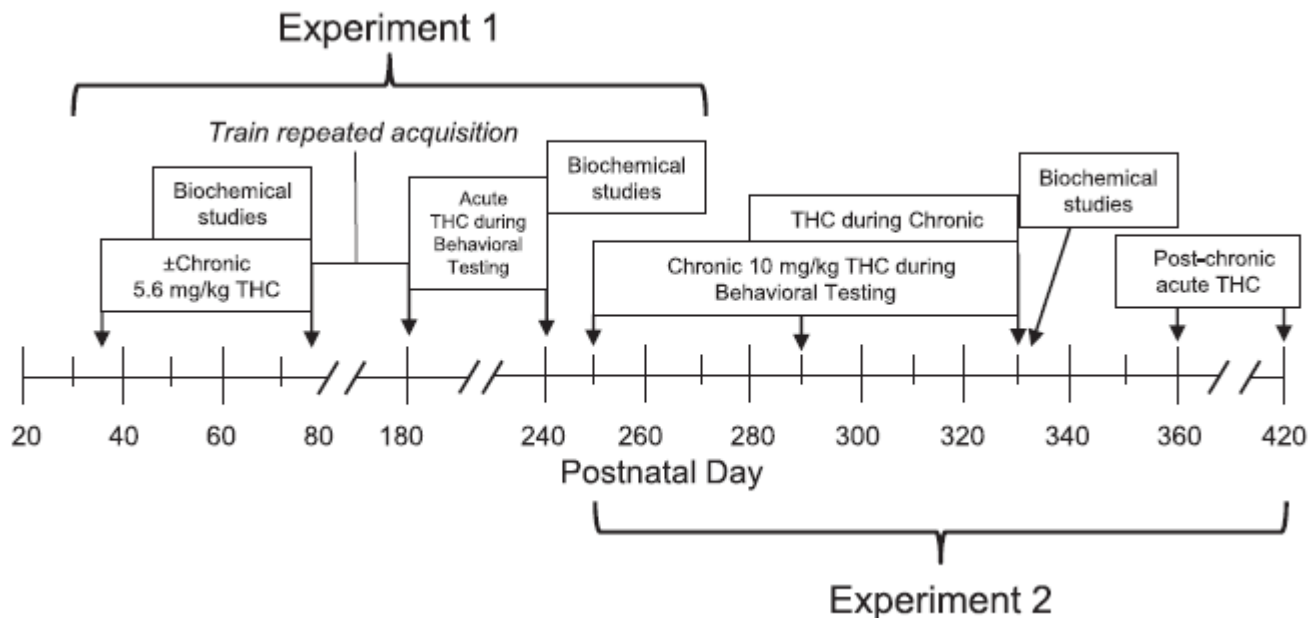 Experiment 1
Train repeated acquisition
Biochemical
studies
±Chronic
5.6 mg/kg THC
Acute
THC during
Behavioral
Testing
Biochemical
studies
THC during Chronic
Chronic 10 mg/kg THC during
Behavioral Testing
Biochemical
studies
Post-chronic
acute THC
20 40 60 80 180 240 260 280 300 320 340 360 420
Postnatal Day
Experiment 2